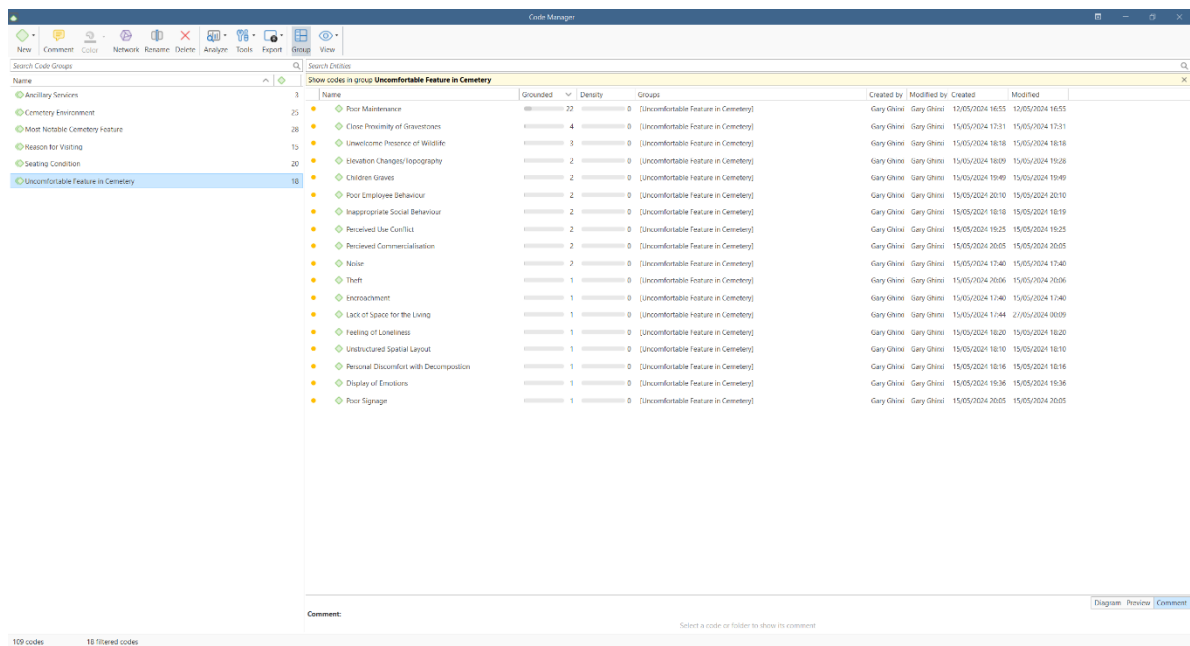 Code Manager
New Comment Color Network Rename Delete Analyze Tools Export Group View
Search Code Groups
Search Entities
Name
Show codes in group Uncomfortable Feature in Cemetery
Ancillary Services 3
Cemetery Environment 25
Most Notable Cemetery Feature 28
Reason for Visiting 15
Seating Condition 20
Uncomfortable Feature in Cemetery 18
Name Grounded Density Groups Created by Modified by Created Modified
Poor Maintenance 22 0 [Uncomfortable Feature in Cemetery] Gary Ghirxi Gary Ghirxi 12/05/2024 16:55 12/05/2024 16:55
Close Proximity of Gravestones 4 0 [Uncomfortable Feature in Cemetery] Gary Ghirxi Gary Ghirxi 15/05/2024 17:31 15/05/2024 17:31
Unwelcome Presence of Wildlife 3 0 [Uncomfortable Feature in Cemetery] Gary Ghirxi Gary Ghirxi 15/05/2024 18:18 15/05/2024 18:18
Elevation Changes/Topography 2 0 [Uncomfortable Feature in Cemetery] Gary Ghirxi Gary Ghirxi 15/05/2024 18:09 15/05/2024 19:28
Children Graves 2 0 [Uncomfortable Feature in Cemetery] Gary Ghirxi Gary Ghirxi 15/05/2024 19:49 15/05/2024 19:49
Poor Employee Behaviour 2 0 [Uncomfortable Feature in Cemetery] Gary Ghirxi Gary Ghirxi 15/05/2024 20:10 15/05/2024 20:10
Inappropriate Social Behaviour 2 0 [Uncomfortable Feature in Cemetery] Gary Ghirxi Gary Ghirxi 15/05/2024 18:18 15/05/2024 18:19
Perceived Use Conflict 2 0 [Uncomfortable Feature in Cemetery] Gary Ghirxi Gary Ghirxi 15/05/2024 19:25 15/05/2024 19:25
Percieved Commercialisation 2 0 [Uncomfortable Feature in Cemetery] Gary Ghirxi Gary Ghirxi 15/05/2024 20:05 15/05/2024 20:05
Noise 2 0 [Uncomfortable Feature in Cemetery] Gary Ghirxi Gary Ghirxi 15/05/2024 17:40 15/05/2024 17:40
Theft 1 0 [Uncomfortable Feature in Cemetery] Gary Ghirxi Gary Ghirxi 15/05/2024 20:06 15/05/2024 20:06
Encroachment 1 0 [Uncomfortable Feature in Cemetery] Gary Ghirxi Gary Ghirxi 15/05/2024 17:40 15/05/2024 17:40
Lack of Space for the Living 1 0 [Uncomfortable Feature in Cemetery] Gary Ghirxi Gary Ghirxi 15/05/2024 17:44 27/05/2024 00:09
Feeling of Loneliness 1 0 [Uncomfortable Feature in Cemetery] Gary Ghirxi Gary Ghirxi 15/05/2024 18:20 15/05/2024 18:20
Unstructured Spatial Layout 1 0 [Uncomfortable Feature in Cemetery] Gary Ghirxi Gary Ghirxi 15/05/2024 18:10 15/05/2024 18:10
Personal Discomfort with Decompostion 1 0 [Uncomfortable Feature in Cemetery] Gary Ghirxi Gary Ghirxi 15/05/2024 18:16 15/05/2024 18:16
Display of Emotions 1 0 [Uncomfortable Feature in Cemetery] Gary Ghirxi Gary Ghirxi 15/05/2024 19:36 15/05/2024 19:36
Poor Signage 1 0 [Uncomfortable Feature in Cemetery] Gary Ghirxi Gary Ghirxi 15/05/2024 20:05 15/05/2024 20:05
Diagram Preview Comment
Comment:
Select a code or folder to show its comment
109 codes 18 filtered codes